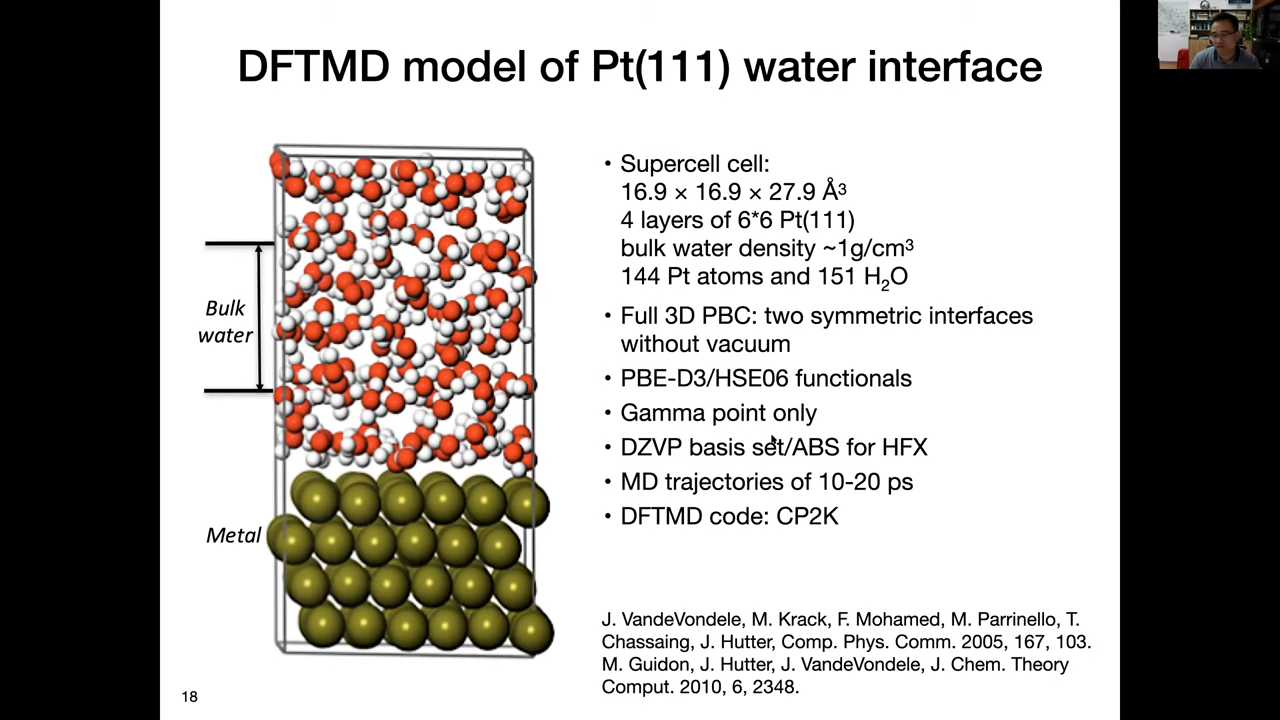 DFTMD model of Pt(111) water interface
• Supercell cell:
16.9 × 16.9 × 27.9 Å³
4 layers of 6*6 Pt(111)
bulk water density ~1g/cm³
144 Pt atoms and 151 H₂O
• Full 3D PBC: two symmetric interfaces
without vacuum
• PBE-D3/HSE06 functionals
• Gamma point only
• DZVP basis set/ABS for HFX
• MD trajectories of 10-20 ps
• DFTMD code: CP2K
Bulk
water
Metal
J. VandeVondele, M. Krack, F. Mohamed, M. Parrinello, T.
Chassaing, J. Hutter, Comp. Phys. Comm. 2005, 167, 103.
M. Guidon, J. Hutter, J. VandeVondele, J. Chem. Theory
Comput. 2010, 6, 2348.
18